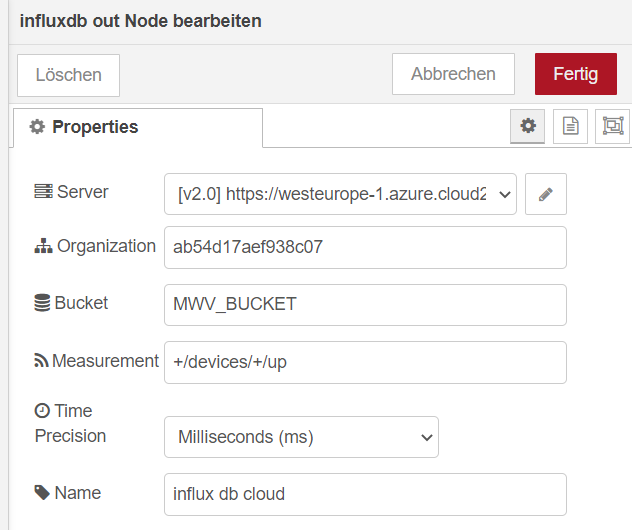 influxdb out Node bearbeiten
Löschen
Abbrechen
Fertig
Properties
Server
[v2.0] https://westeurope-1.azure.cloud2
Organization
ab54d17aef938c07
Bucket
MWV_BUCKET
Measurement
+/devices/+/up
Time
Precision
Milliseconds (ms)
Name
influx db cloud